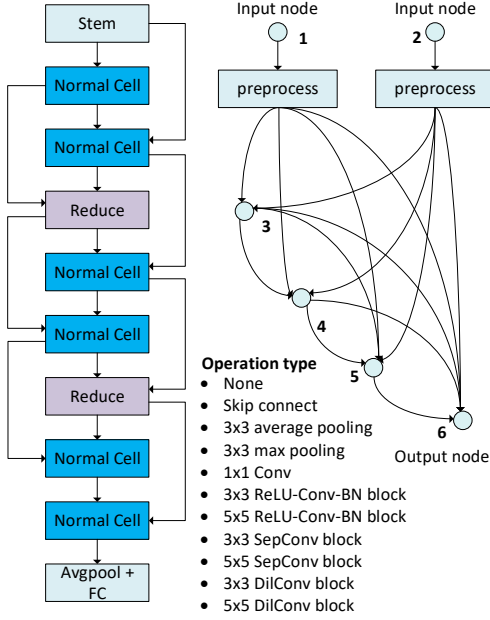 Stem
Normal Cell
Normal Cell
Reduce
Normal Cell
Normal Cell
Reduce
Normal Cell
Normal Cell
Avgpool +
FC
Input node
Input node
1
2
preprocess
preprocess
3
4
5
6
Output node
Operation type
• None
• Skip connect
• 3x3 average pooling
• 3x3 max pooling
• 1x1 Conv
• 3x3 ReLU-Conv-BN block
• 5x5 ReLU-Conv-BN block
• 3x3 SepConv block
• 5x5 SepConv block
• 3x3 DilConv block
• 5x5 DilConv block